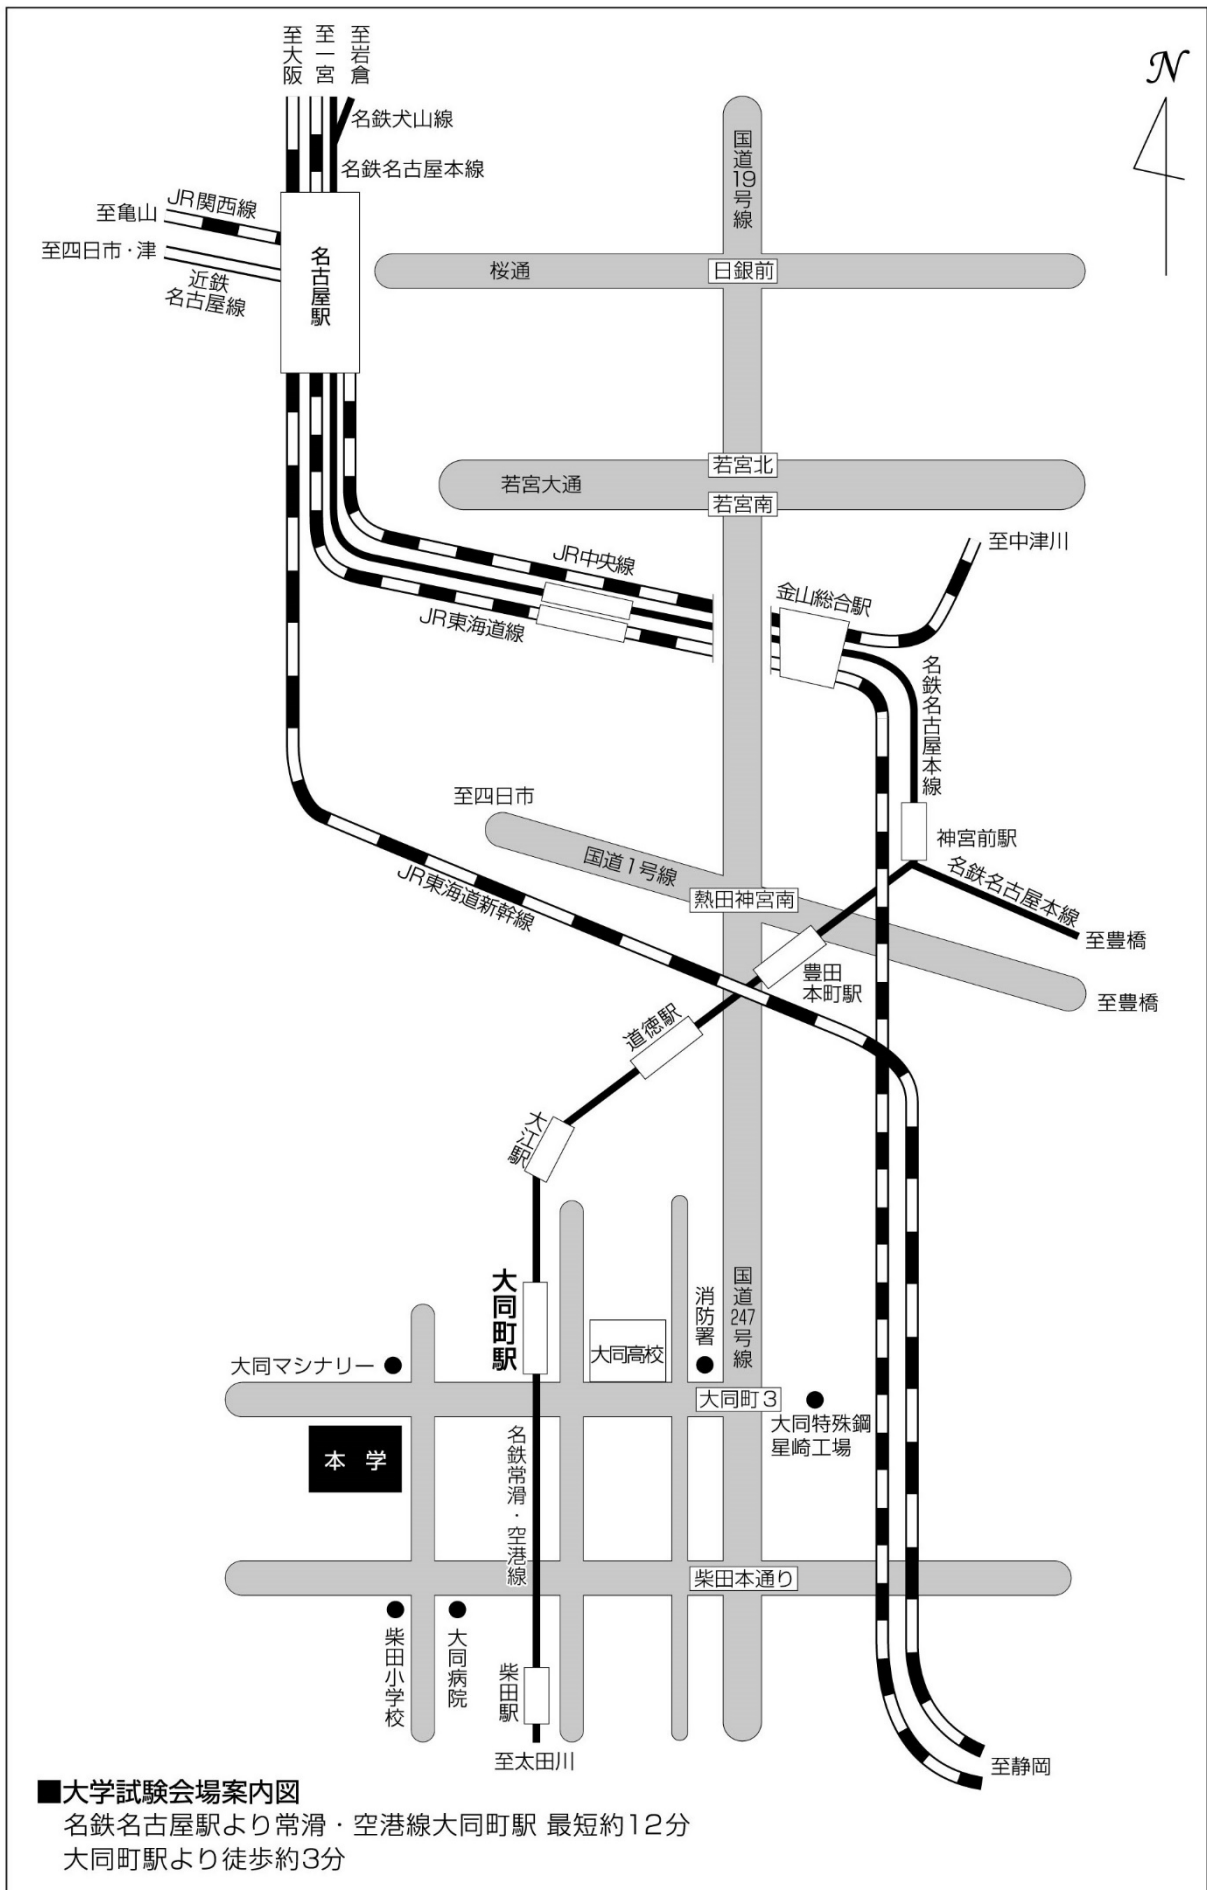 至大阪
至一宮
至岩倉
N
名鉄犬山線
名鉄名古屋本線
国道19号線
JR関西線
至亀山
至四日市・津
近鉄
名古屋線
名古屋駅
桜通
日銀前
若宮北
若宮大通
若宮南
至中津川
JR中央線
金山総合駅
JR東海道線
名鉄名古屋本線
至四日市
神宮前駅
国道1号線
名鉄名古屋本線
JR東海道新幹線
熱田神宮南
至豊橋
豊田
本町駅
至豊橋
道徳駅
大江駅
大同町駅
消防署
国道247号線
大同高校
大同マシナリー
大同町3
大同特殊鋼
星崎工場
本 学
名鉄常滑・空港線
柴田本通り
柴田小学校
大同病院
柴田駅
至太田川
至静岡
■大学試験会場案内図
名鉄名古屋駅より常滑・空港線大同町駅 最短約12分
大同町駅より徒歩約3分